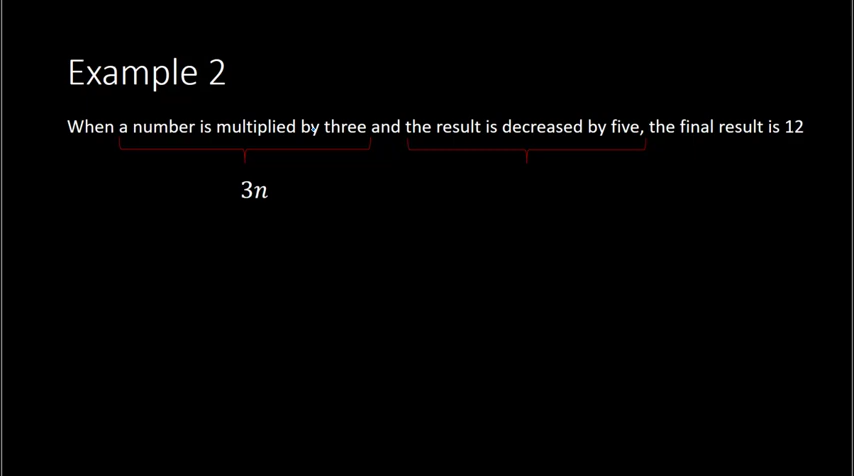 Example 2
When a number is multiplied by three and the result is decreased by five, the final result is 12
3n